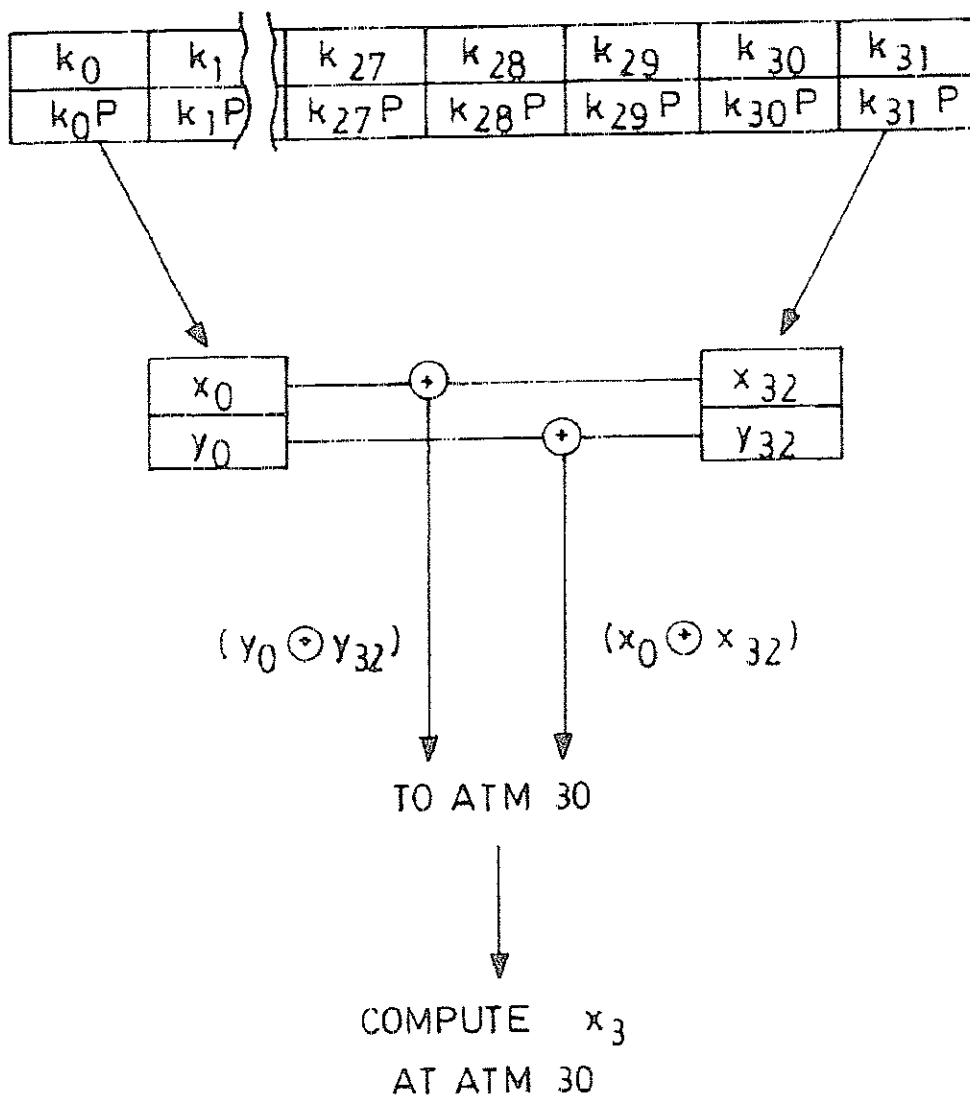 k0 k1 k27 k28 k29 k30 k31
k0P k1P k27P k28P k29P k30P k31P
x0 + x32
y0 + y32
(y0 ⊕ y32) (x0 ⊕ x32)
TO ATM 30
COMPUTE x3
AT ATM 30